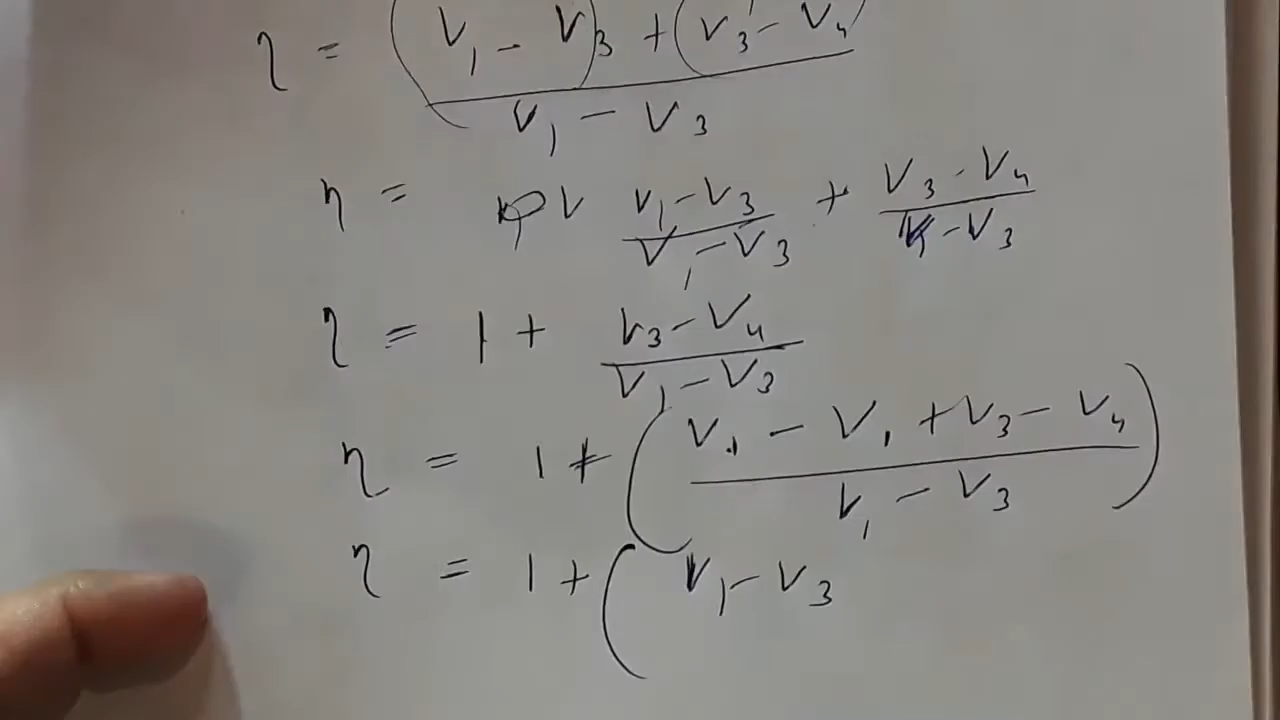 η = (V₁ - V₃) + (V₃ - V₄) / V₁ - V₃
η = V₁ - V₃ / V₁ - V₃ + V₃ - V₄ / V₁ - V₃
η = 1 + V₃ - V₄ / V₁ - V₃
η = 1 + (V₁ - V₁ + V₃ - V₄ / V₁ - V₃)
η = 1 + ( V₁ - V₃